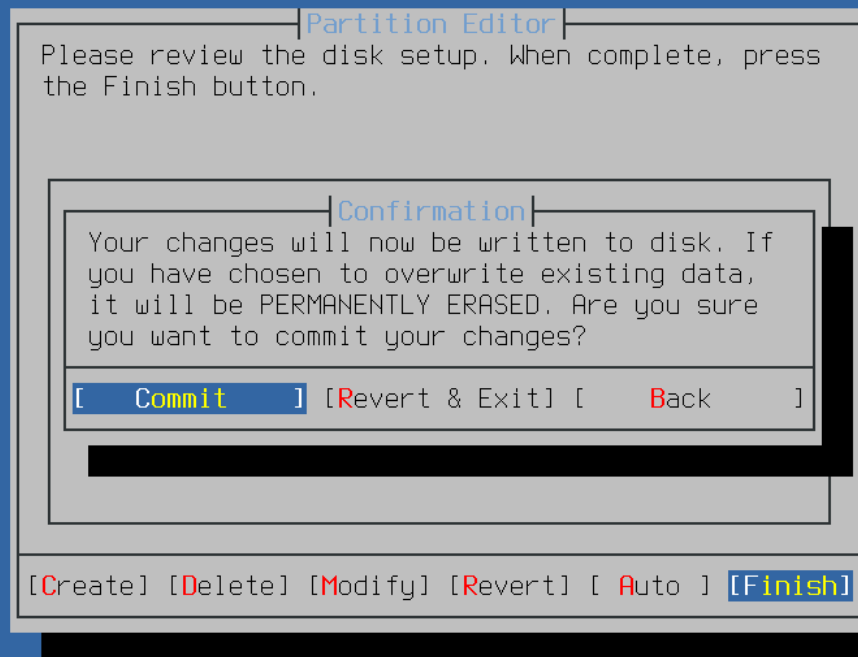 Partition Editor
Please review the disk setup. When complete, press
the Finish button.
Confirmation
Your changes will now be written to disk. If
you have chosen to overwrite existing data,
it will be PERMANENTLY ERASED. Are you sure
you want to commit your changes?
[ Commit ] [Revert & Exit] [ Back ]
[Create] [Delete] [Modify] [Revert] [ Auto ] [Finish]